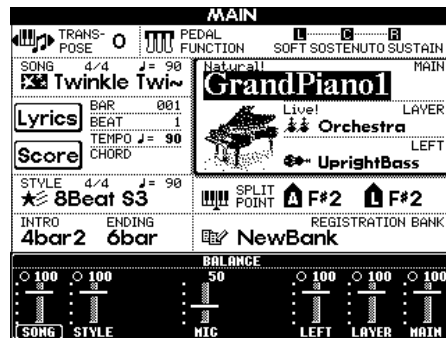 MAIN
TRANS-
POSE 0
PEDAL
FUNCTION
L C R
SOFT SOSTENUTO SUSTAIN
SONG 4/4 ♩= 90
Twinkle Twi~
Natural! MAIN
GrandPiano1
Lyrics
BAR 001
BEAT 1
TEMPO ♩= 90
Score
CHORD
Live! LAYER
Orchestra
LEFT
UprightBass
STYLE 4/4 ♩= 90
8Beat S3
SPLIT
POINT A F#2 L F#2
INTRO ENDING
4bar2 6bar
REGISTRATION BANK
NewBank
BALANCE
100 100 50 100 100 100
SONG STYLE MIC LEFT LAYER MAIN